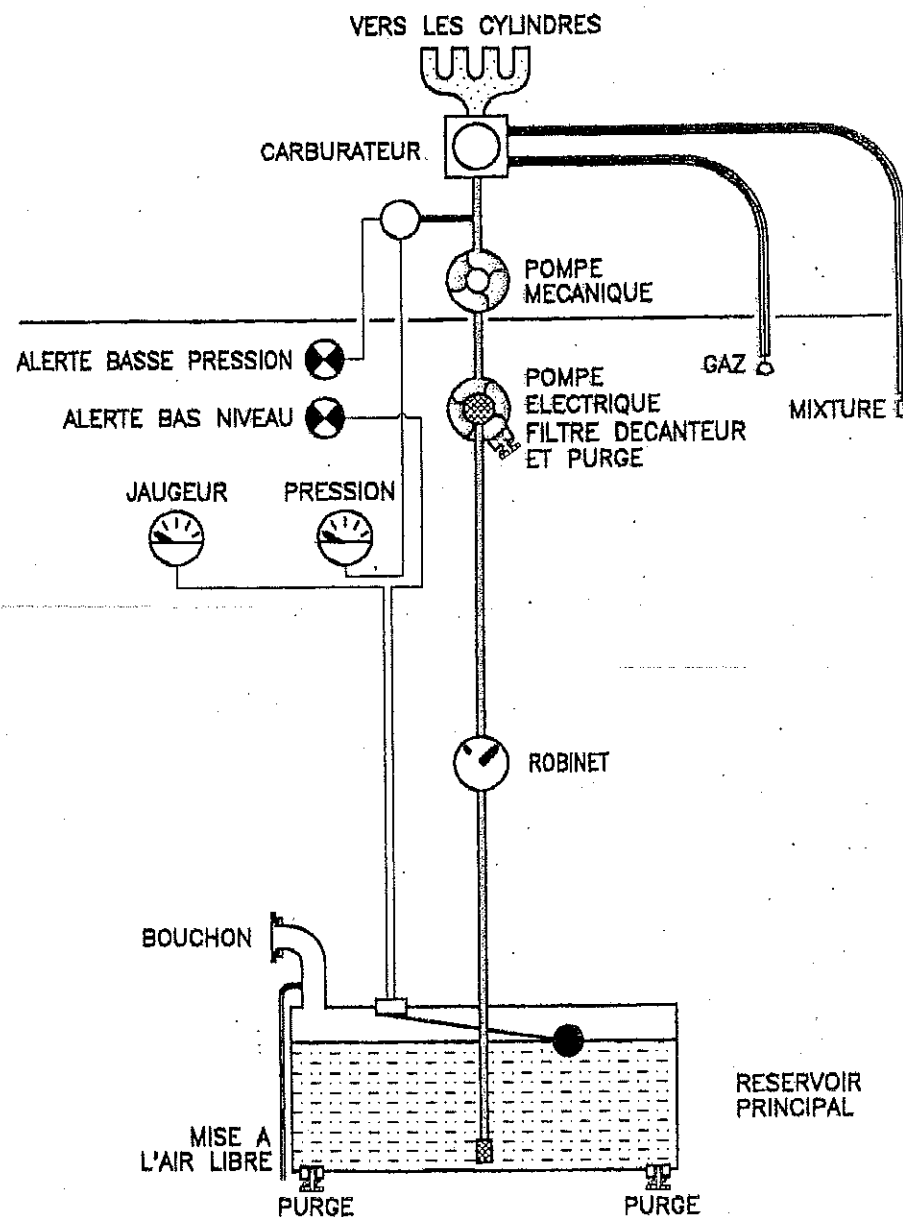 VERS LES CYLINDRES
CARBURATEUR
POMPE
MECANIQUE
ALERTE BASSE PRESSION
GAZ
POMPE
ELECTRIQUE
FILTRE DECANTEUR
ET PURGE
MIXTURE
ALERTE BAS NIVEAU
JAUGEUR
PRESSION
ROBINET
BOUCHON
RESERVOIR
PRINCIPAL
MISE A
L'AIR LIBRE
PURGE
PURGE